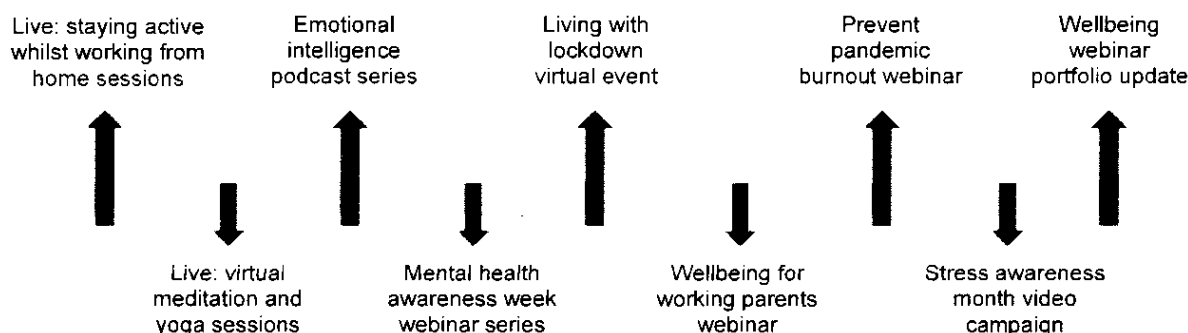 Live: staying active
whilst working from
home sessions
Emotional
intelligence
podcast series
Living with
lockdown
virtual event
Prevent
pandemic
burnout webinar
Wellbeing
webinar
portfolio update
Live: virtual
meditation and
yoga sessions
Mental health
awareness week
webinar series
Wellbeing for
working parents
webinar
Stress awareness
month video
campaign